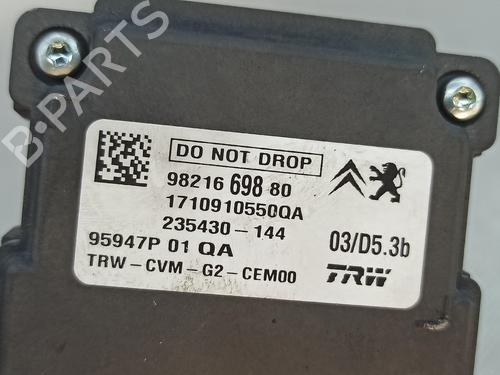 B-PARTS
DO NOT DROP
98216 698 80
1710910550QA
235430-144
95947P 01 QA
TRW-CVM-G2-CEM00
03/D5.3b
TRW